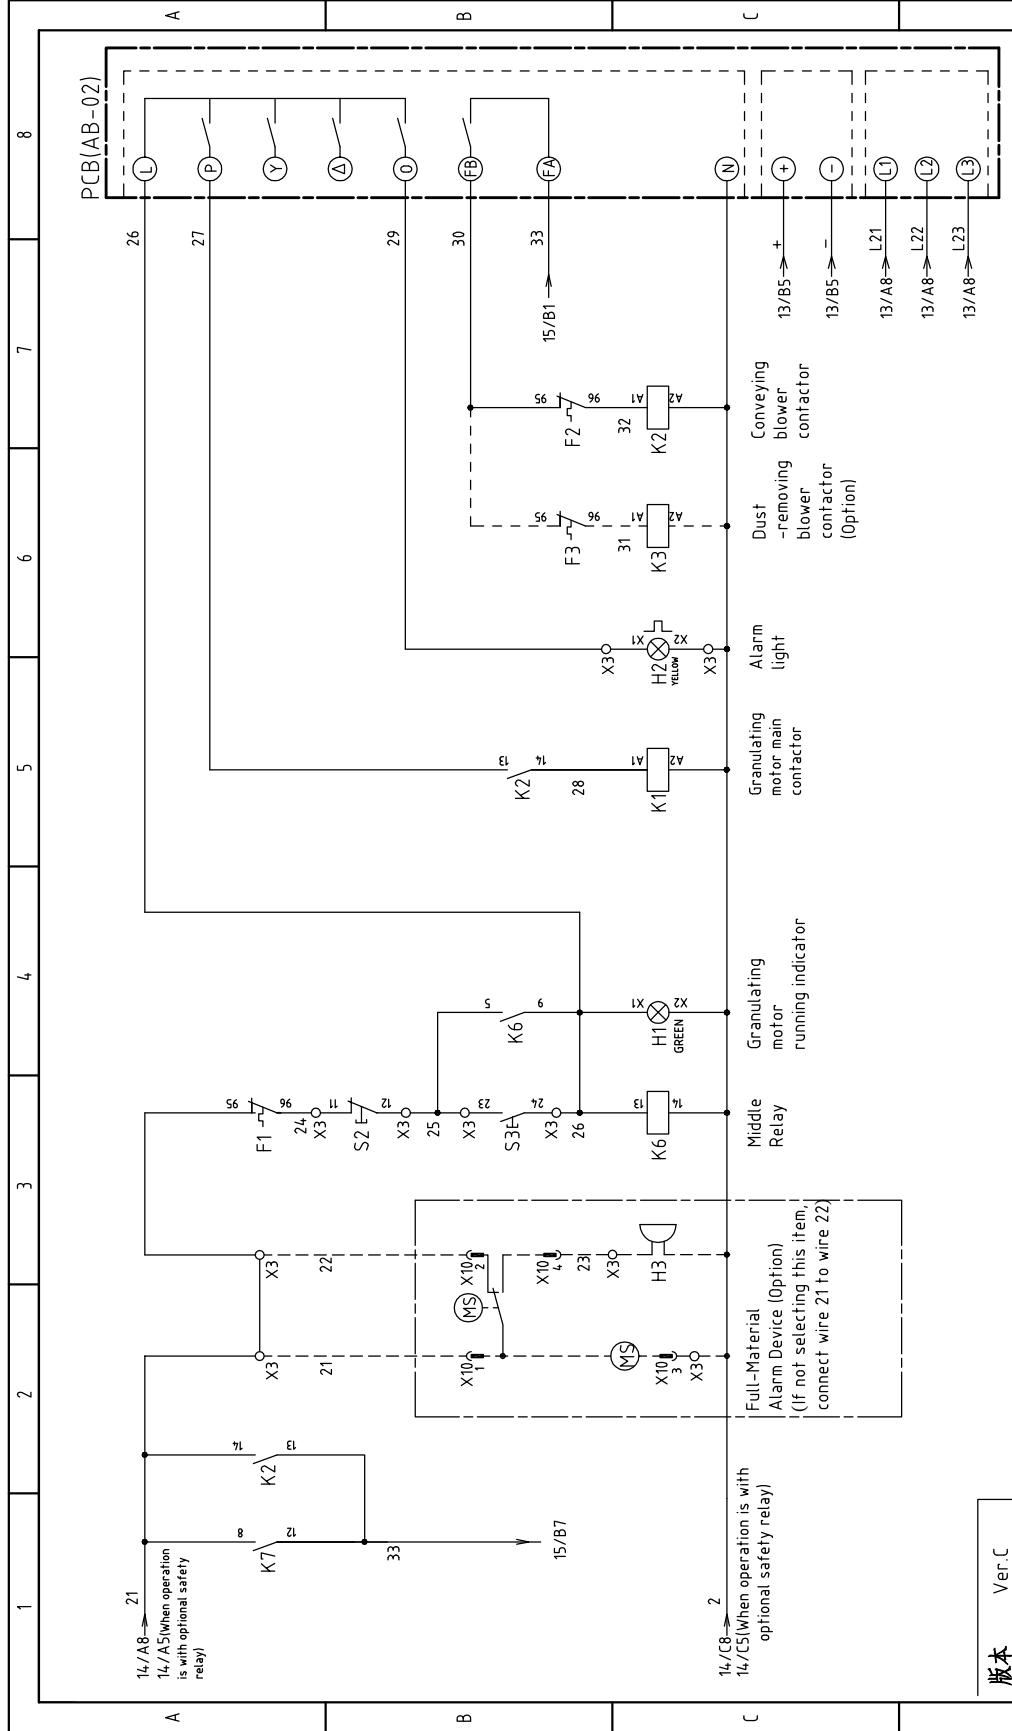 1
2
3
4
5
6
7
8
A
B
C
A
B
C
PCB(AB-02)
L
P
Y
Δ
O
FB
FA
N
+
-
L1
L2
L3
26
27
29
30
33
15/B1
+
13/B5
-
13/B5
L21
13/A8
L22
13/A8
L23
13/A8
14/A8
21
14/A5(When operation
is with optional safety
relay)
K7
8
12
K2
14
13
33
15/B7
X3
21
X3
22
X10
1
X10
2
MS
X10
4
23
X3
H3
MS
X10
3
X3
Full-Material
Alarm Device (Option)
(If not selecting this item,
connect wire 21 to wire 22)
F1
95
96
24
X3
S2
11
12
X3
25
X3
S3
23
24
X3
26
K6
13
14
Middle
Relay
K6
5
9
H1
GREEN
X1
X2
Granulating
motor
running indicator
K2
13
14
28
K1
A1
A2
Granulating
motor main
contactor
X3
H2
YELLOW
X1
X2
X3
Alarm
light
F3
95
96
31
K3
A1
A2
Dust
-removing
blower
contactor
(Option)
F2
95
96
32
K2
A1
A2
Conveying
blower
contactor
14/C8
2
14/C5(When operation is with
optional safety relay)
版本
Ver.C